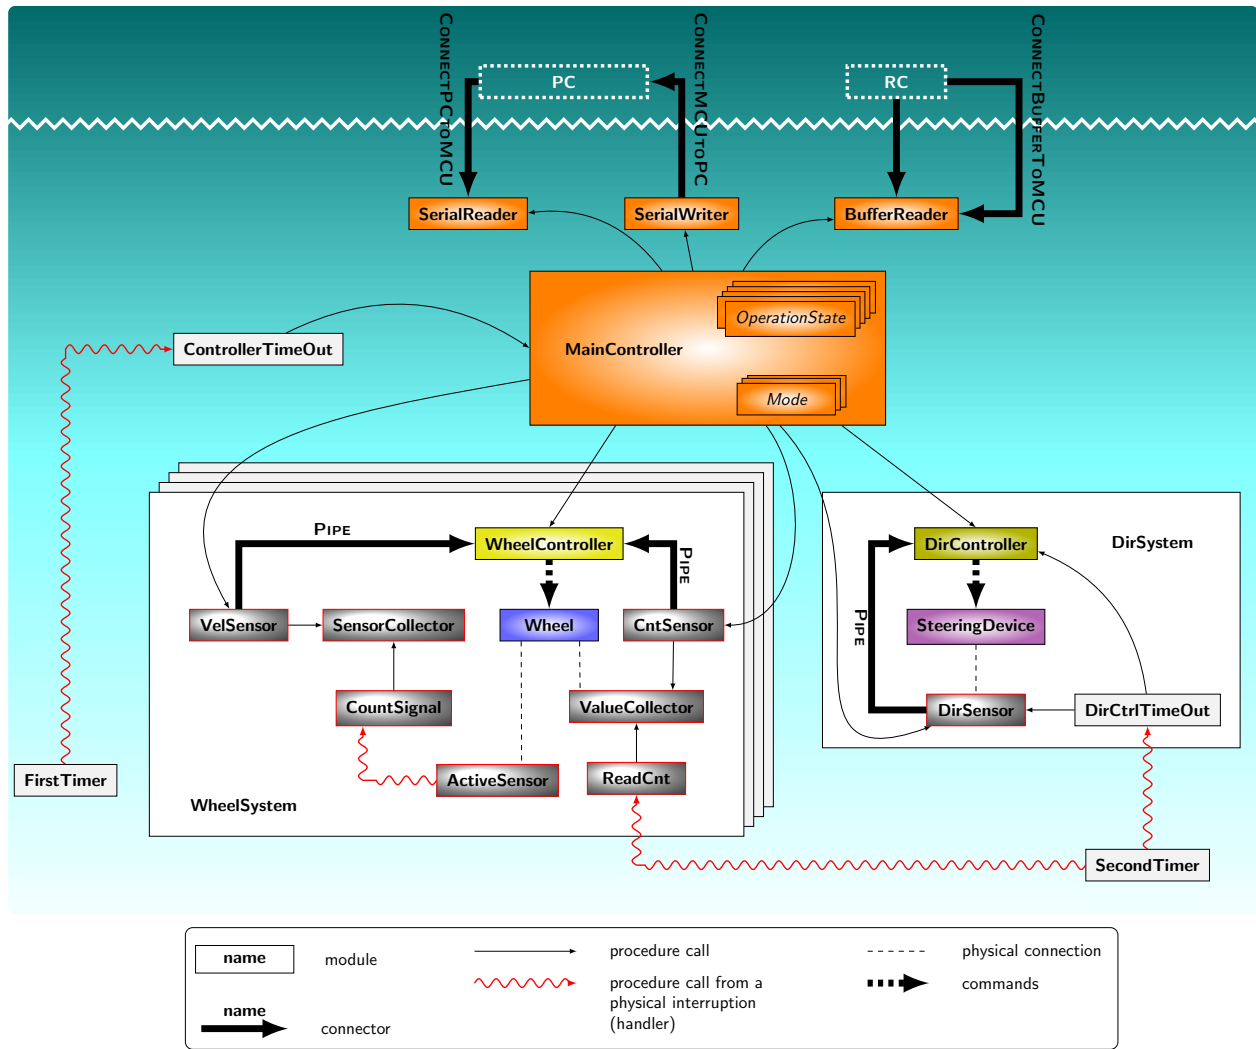 CONNECTPCTOMCU
PC
CONNECTMCUTOPC
RC
CONNECTBUFFERTOMCU
SerialReader
SerialWriter
BufferReader
OperationState
ControllerTimeOut
MainController
Mode
PIPE
WheelController
PIPE
DirController
DirSystem
VelSensor
SensorCollector
Wheel
CntSensor
SteeringDevice
PIPE
CountSignal
ValueCollector
DirSensor
DirCtrlTimeOut
FirstTimer
ActiveSensor
ReadCnt
WheelSystem
SecondTimer
name
module
procedure call
physical connection
procedure call from a
physical interruption
(handler)
commands
name
connector